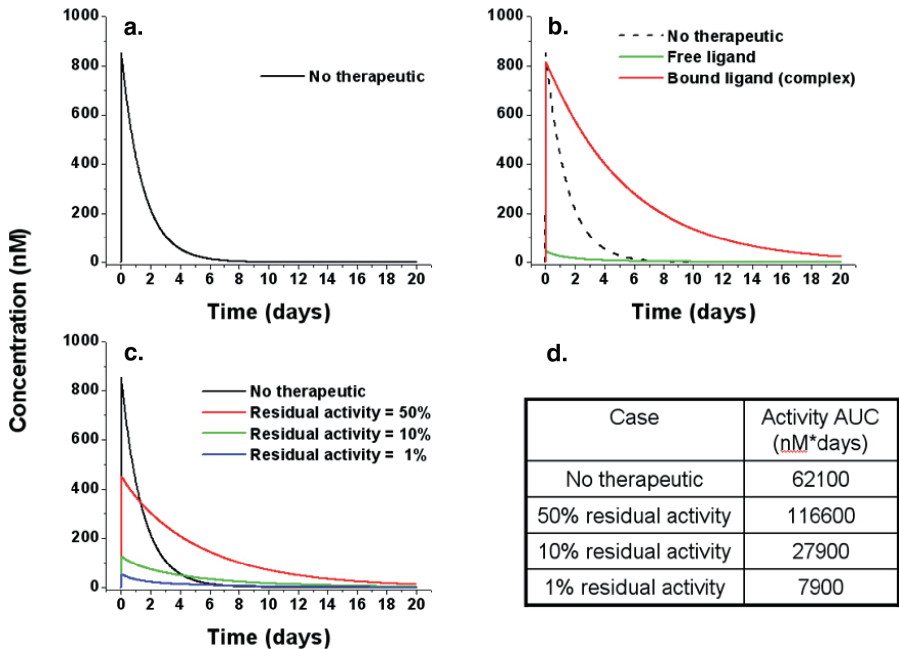 a.
1000
800
600
400
200
0
No therapeutic
0 2 4 6 8 10 12 14 16 18 20
Time (days)
b.
1000
800
600
400
200
0
No therapeutic
Free ligand
Bound ligand (complex)
0 2 4 6 8 10 12 14 16 18 20
Time (days)
Concentration (nM)
c.
1000
800
600
400
200
0
No therapeutic
Residual activity = 50%
Residual activity = 10%
Residual activity = 1%
0 2 4 6 8 10 12 14 16 18 20
Time (days)
d.
Case Activity AUC
(nM*days)
No therapeutic 62100
50% residual activity 116600
10% residual activity 27900
1% residual activity 7900